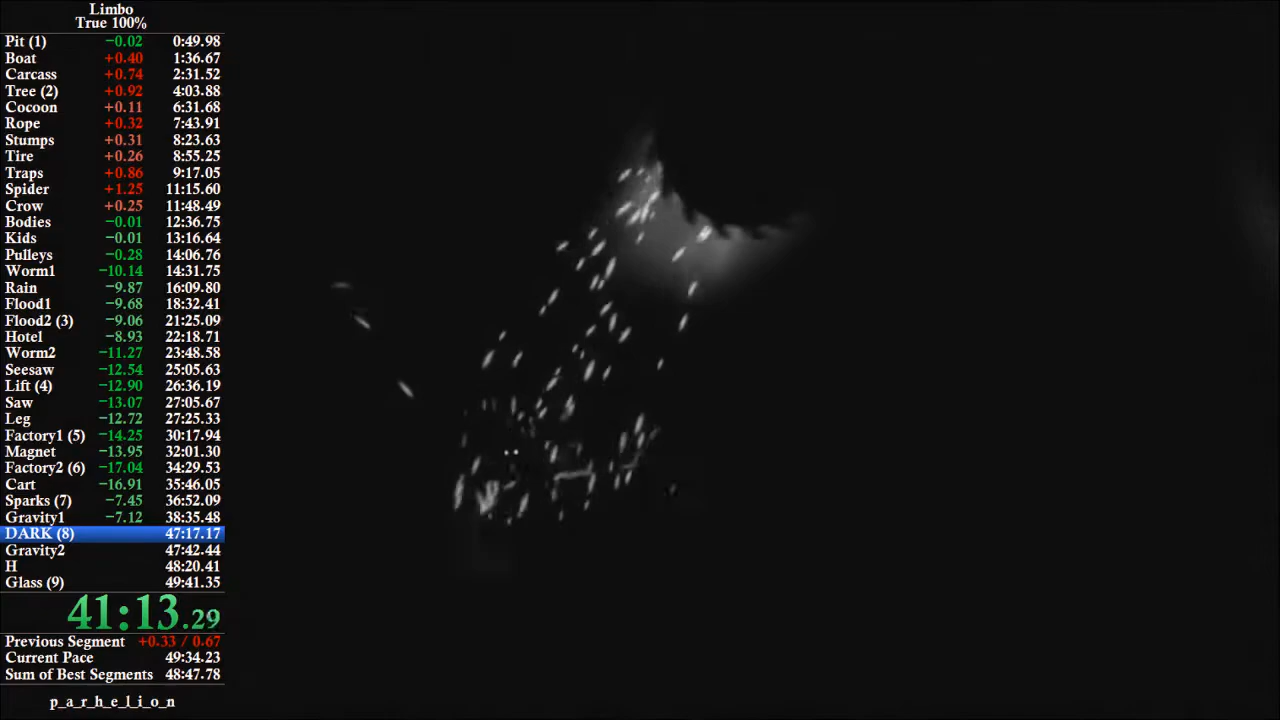 Limbo
True 100%
Pit (1) −0.02 0:49.98
Boat +0.40 1:36.67
Carcass +0.74 2:31.52
Tree (2) +0.92 4:03.88
Cocoon +0.11 6:31.68
Rope +0.32 7:43.91
Stumps +0.31 8:23.63
Tire +0.26 8:55.25
Traps +0.86 9:17.05
Spider +1.25 11:15.60
Crow +0.25 11:48.49
Bodies −0.01 12:36.75
Kids −0.01 13:16.64
Pulleys −0.28 14:06.76
Worm1 −10.14 14:31.75
Rain −9.87 16:09.80
Flood1 −9.68 18:32.41
Flood2 (3) −9.06 21:25.09
Hotel −8.93 22:18.71
Worm2 −11.27 23:48.58
Seesaw −12.54 25:05.63
Lift (4) −12.90 26:36.19
Saw −13.07 27:05.67
Leg −12.72 27:25.33
Factory1 (5) −14.25 30:17.94
Magnet −13.95 32:01.30
Factory2 (6) −17.04 34:29.53
Cart −16.91 35:46.05
Sparks (7) −7.45 36:52.09
Gravity1 −7.12 38:35.48
DARK (8) 47:17.17
Gravity2 47:42.44
H 48:20.41
Glass (9) 49:41.35
41:13.29
Previous Segment +0.33 / 0.67
Current Pace 49:34.23
Sum of Best Segments 48:47.78
p_a_r_h_e_l_i_o_n